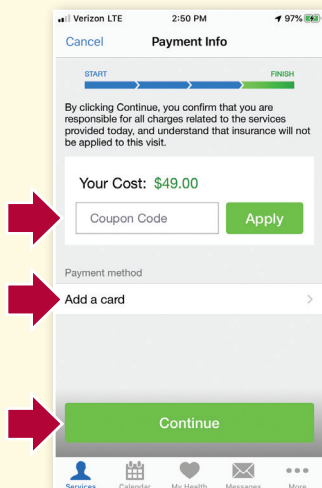 Verizon LTE 2:50 PM 97%
Cancel Payment Info
START FINISH
By clicking Continue, you confirm that you are
responsible for all charges related to the services
provided today, and understand that insurance will not
be applied to this visit.
Your Cost: $49.00
Coupon Code Apply
Payment method
Add a card
Continue
Services Calendar My Health Messages More